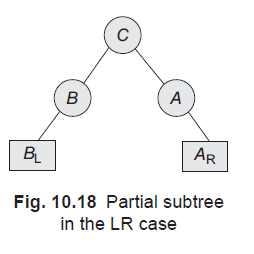 C
B A
BL AR
Fig. 10.18 Partial subtree
in the LR case